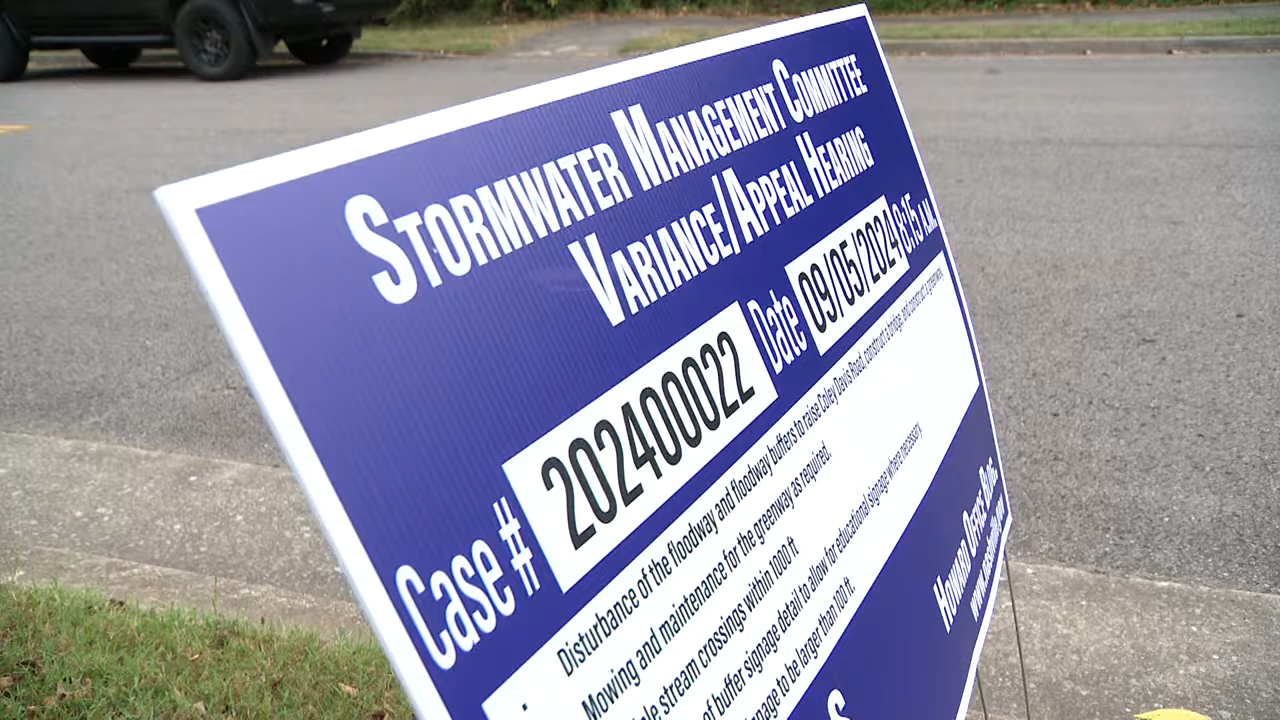 STORMWATER MANAGEMENT COMMITTEE
VARIANCE/APPEAL HEARING
Case # 202400022 Date 09/05/2024 8:15 A.M.
Disturbance of the floodway and floodway buffers to raise Coley Davis Road, construct a bridge, and construct a greenway.
Mowing and maintenance for the greenway as required.
stream crossings within 1000 ft
of buffer signage detail to allow for educational signage where necessary.
to be larger than 100 ft.
HOWARD OFFICE BLDG.